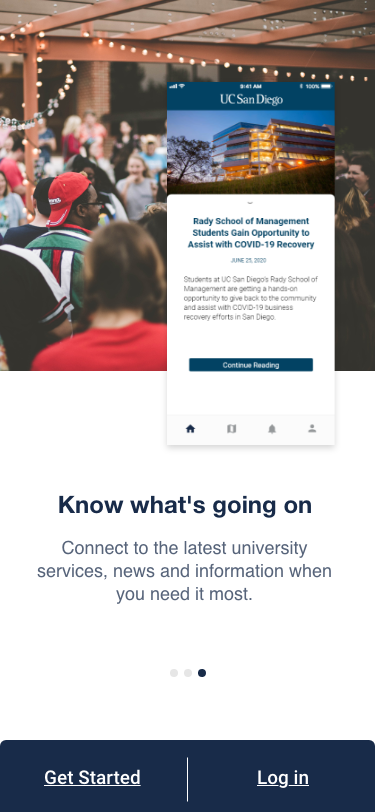 9:41 AM
100%
UC San Diego
Rady School of Management
Students Gain Opportunity to
Assist with COVID-19 Recovery
JUNE 25, 2020
Students at UC San Diego's Rady School of
Management are getting a hands-on
opportunity to give back to the community
and assist with COVID-19 business
recovery efforts in San Diego.
Continue Reading
Know what's going on
Connect to the latest university
services, news and information when
you need it most.
Get Started
Log in